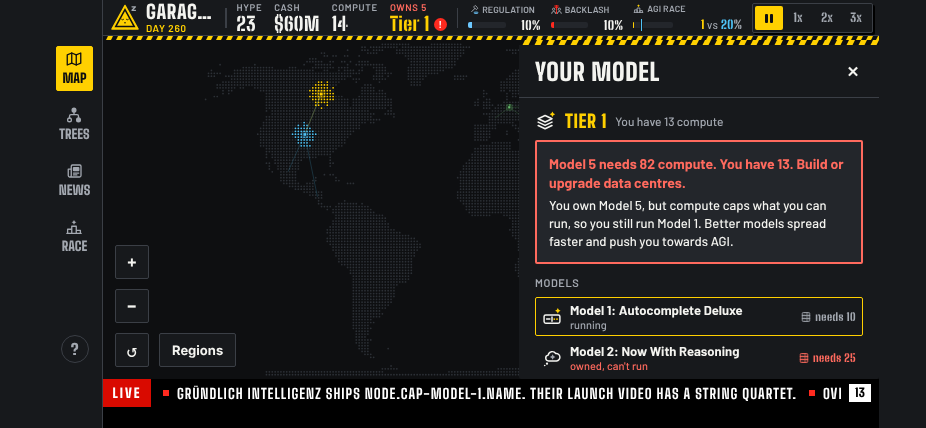 z
GARAG...
DAY 260
HYPE
23
CASH
$60M
COMPUTE
14
OWNS 5
Tier 1 !
REGULATION
10%
BACKLASH
10%
AGI RACE
1 vs 20%
1x
2x
3x
MAP
TREES
NEWS
RACE
?
+
−
↺
Regions
YOUR MODEL
×
TIER 1 You have 13 compute
Model 5 needs 82 compute. You have 13. Build or
upgrade data centres.
You own Model 5, but compute caps what you can
run, so you still run Model 1. Better models spread
faster and push you towards AGI.
MODELS
Model 1: Autocomplete Deluxe
running
needs 10
Model 2: Now With Reasoning
owned, can't run
needs 25
LIVE
GRÜNDLICH INTELLIGENZ SHIPS NODE.CAP-MODEL-1.NAME. THEIR LAUNCH VIDEO HAS A STRING QUARTET.
OVI
13